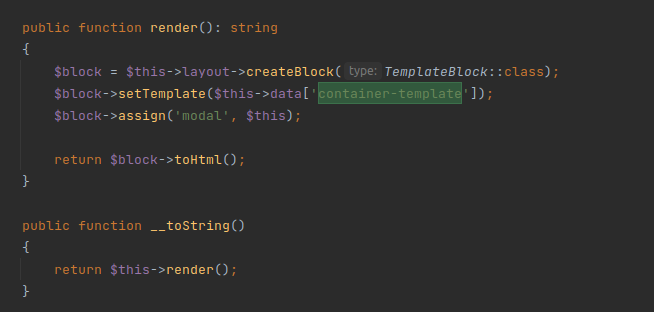 public function render(): string
{
    $block = $this->layout->createBlock( type: TemplateBlock::class);
    $block->setTemplate($this->data['container-template']);
    $block->assign('modal', $this);
    return $block->toHtml();
}
public function __toString()
{
    return $this->render();
}